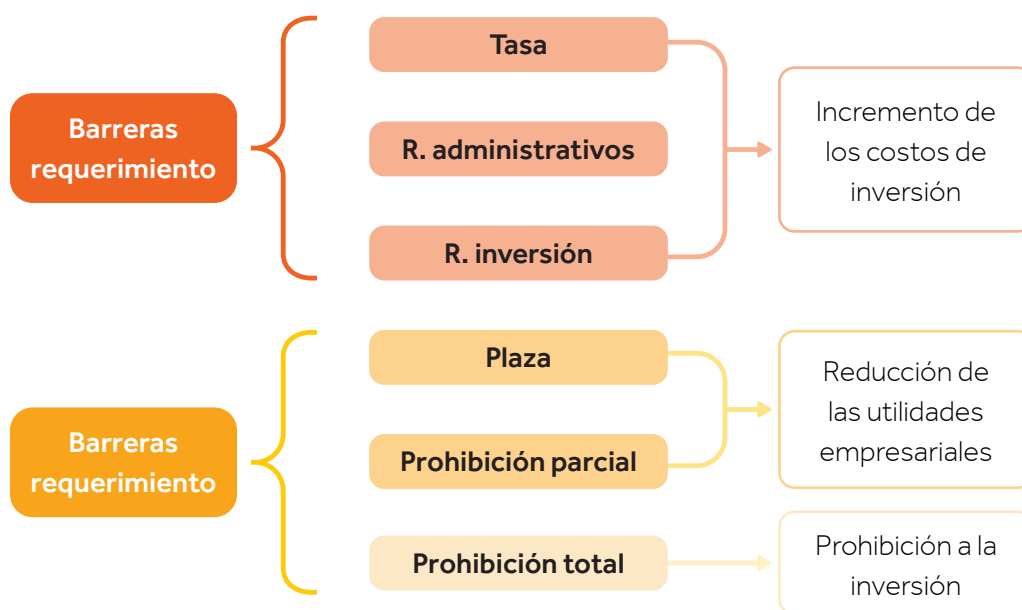 Barreras
requerimiento
Tasa
R. administrativos
R. inversión
Incremento de
los costos de
inversión
Barreras
requerimiento
Plaza
Prohibición parcial
Prohibición total
Reducción de
las utilidades
empresariales
Prohibición a la
inversión